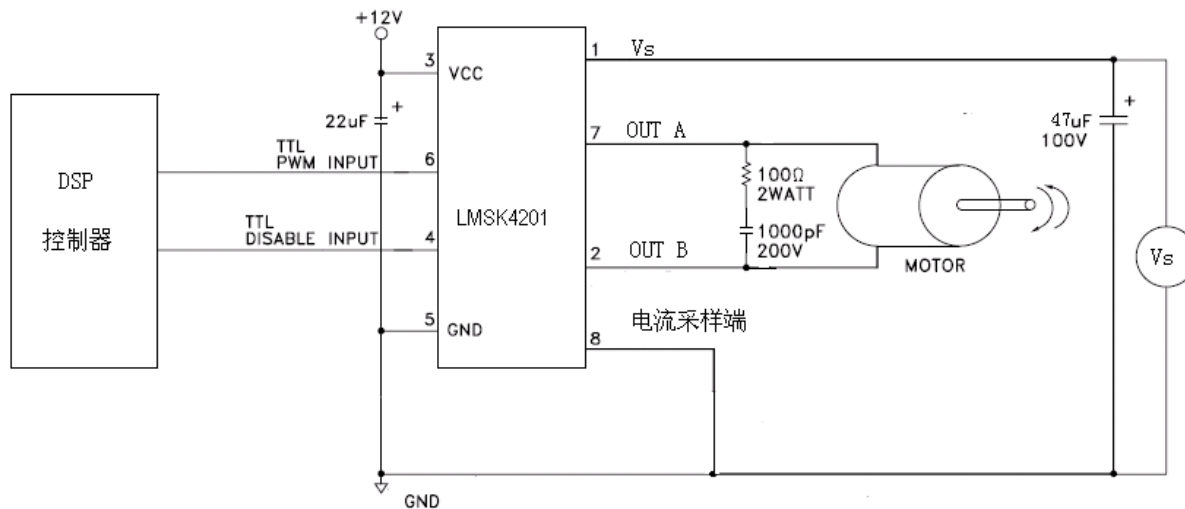 +12V
1
Vs
3
VCC
22uF
+
7
OUT A
+
47uF
100V
TTL
PWM INPUT
6
DSP
控制器
LMSK4201
100Ω
2WATT
1000pF
200V
TTL
DISABLE INPUT
4
2
OUT B
MOTOR
Vs
5
GND
电流采样端
8
GND